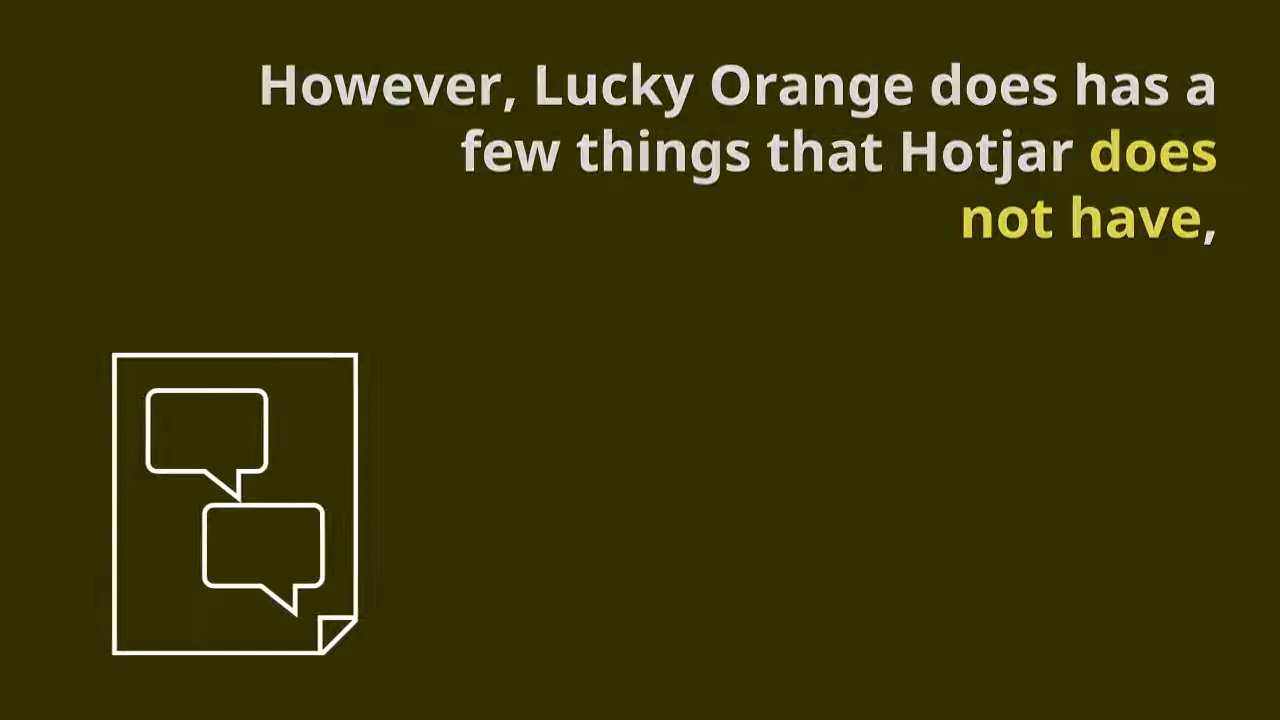 However, Lucky Orange does has a
few things that Hotjar does
not have,